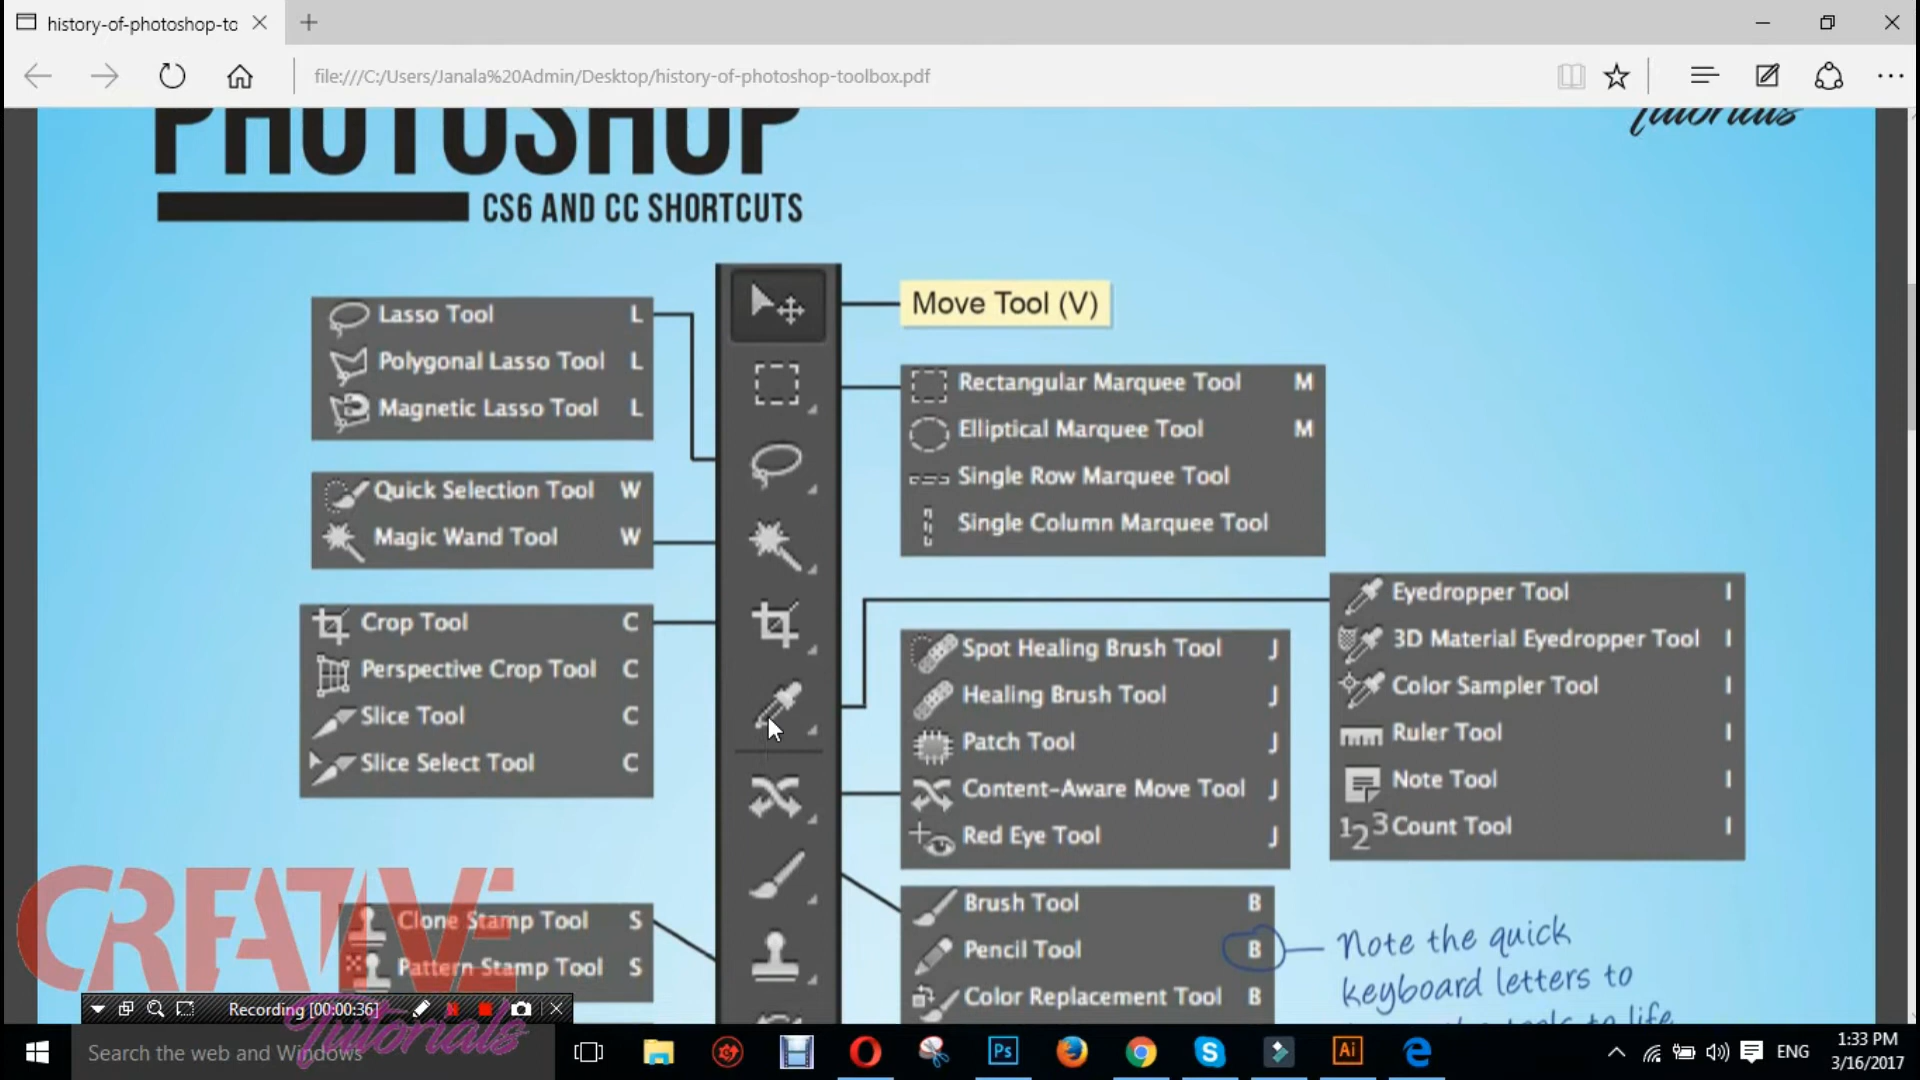 history-of-photoshop-to
file:///C:/Users/Janala%20Admin/Desktop/history-of-photoshop-toolbox.pdf
PHOTOSHOP
Tutorials
CS6 AND CC SHORTCUTS
Move Tool (V)
Lasso Tool L
Polygonal Lasso Tool L
Magnetic Lasso Tool L
Rectangular Marquee Tool M
Elliptical Marquee Tool M
Single Row Marquee Tool
Single Column Marquee Tool
Quick Selection Tool W
Magic Wand Tool W
Crop Tool C
Perspective Crop Tool C
Slice Tool C
Slice Select Tool C
Eyedropper Tool I
3D Material Eyedropper Tool I
Color Sampler Tool I
Ruler Tool I
Note Tool I
123 Count Tool I
Spot Healing Brush Tool J
Healing Brush Tool J
Patch Tool J
Content-Aware Move Tool J
Red Eye Tool J
Clone Stamp Tool S
Pattern Stamp Tool S
Brush Tool B
Pencil Tool B
Color Replacement Tool B
Note the quick
keyboard letters to
tools to life
CREATIVE
Tutorials
Recording [00:00:36]
Search the web and Windows
Ps
Ai
ENG
1:33 PM
3/16/2017